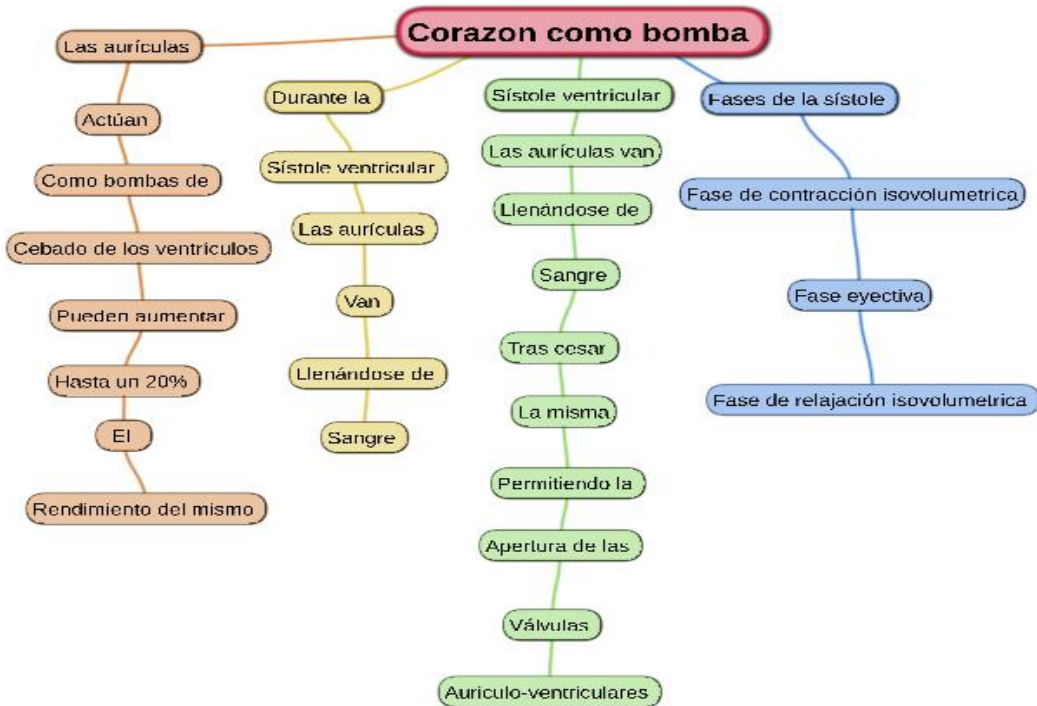 Corazon como bomba
Las aurículas
Actúan
Como bombas de
Cebado de los ventrículos
Pueden aumentar
Hasta un 20%
El
Rendimiento del mismo
Durante la
Sístole ventricular
Las aurículas
Van
Llenándose de
Sangre
Sístole ventricular
Las aurículas van
Llenándose de
Sangre
Tras cesar
La misma
Permitiendo la
Apertura de las
Válvulas
Auriculo-ventriculares
Fases de la sístole
Fase de contracción isovolumetrica
Fase eyectiva
Fase de relajación isovolumetrica